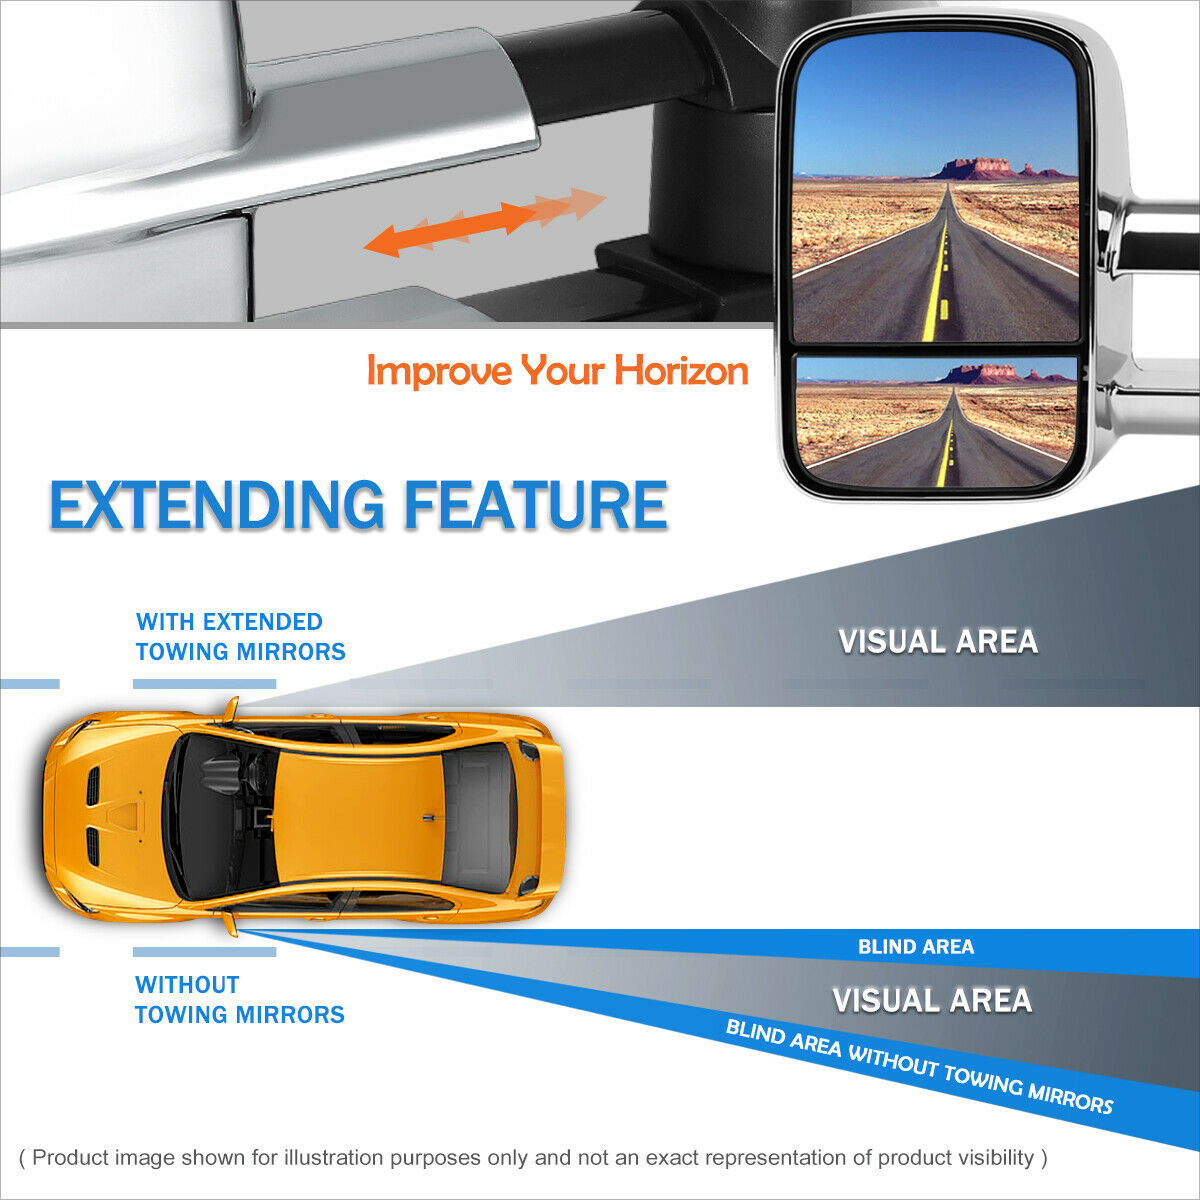 Improve Your Horizon
EXTENDING FEATURE
WITH EXTENDED
TOWING MIRRORS
VISUAL AREA
BLIND AREA
WITHOUT
TOWING MIRRORS
VISUAL AREA
BLIND AREA WITHOUT TOWING MIRRORS
( Product image shown for illustration purposes only and not an exact representation of product visibility )